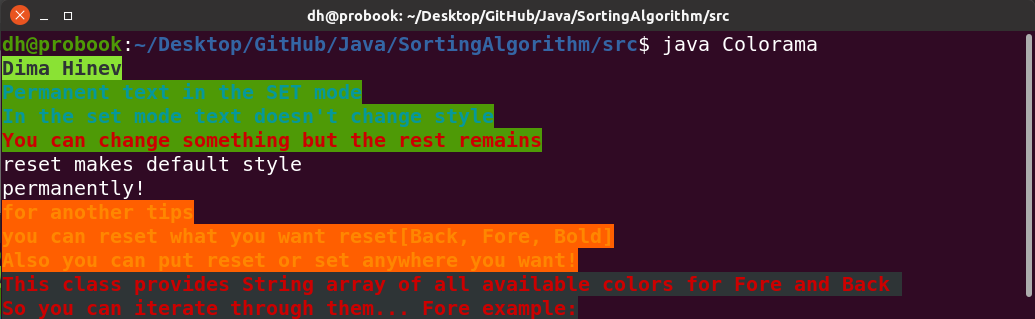 dh@probook: ~/Desktop/GitHub/Java/SortingAlgorithm/src
dh@probook:~/Desktop/GitHub/Java/SortingAlgorithm/src$ java Colorama
Dima Hinev
Permanent text in the SET mode
In the set mode text doesn't change style
You can change something but the rest remains
reset makes default style
permanently!
for another tips
you can reset what you want reset[Back, Fore, Bold]
Also you can put reset or set anywhere you want!
This class provides String array of all available colors for Fore and Back
So you can iterate through them... Fore example: